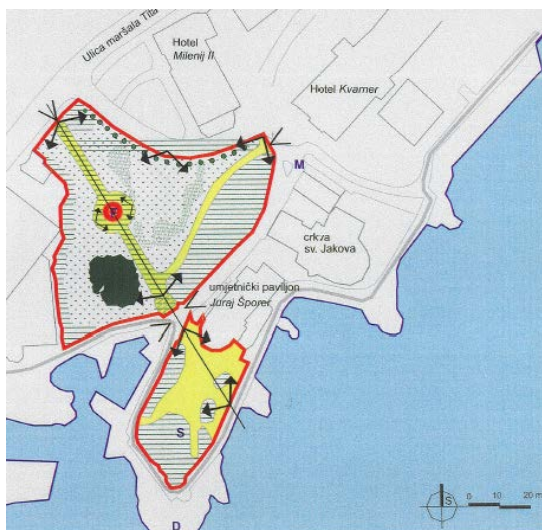 Ulica maršala Tita
Hotel
Milenij II
Hotel Kvarner
M
crkva
sv. Jakova
umjetnički paviljon
Juraj Šporer
S
D
S
0 10 20 m